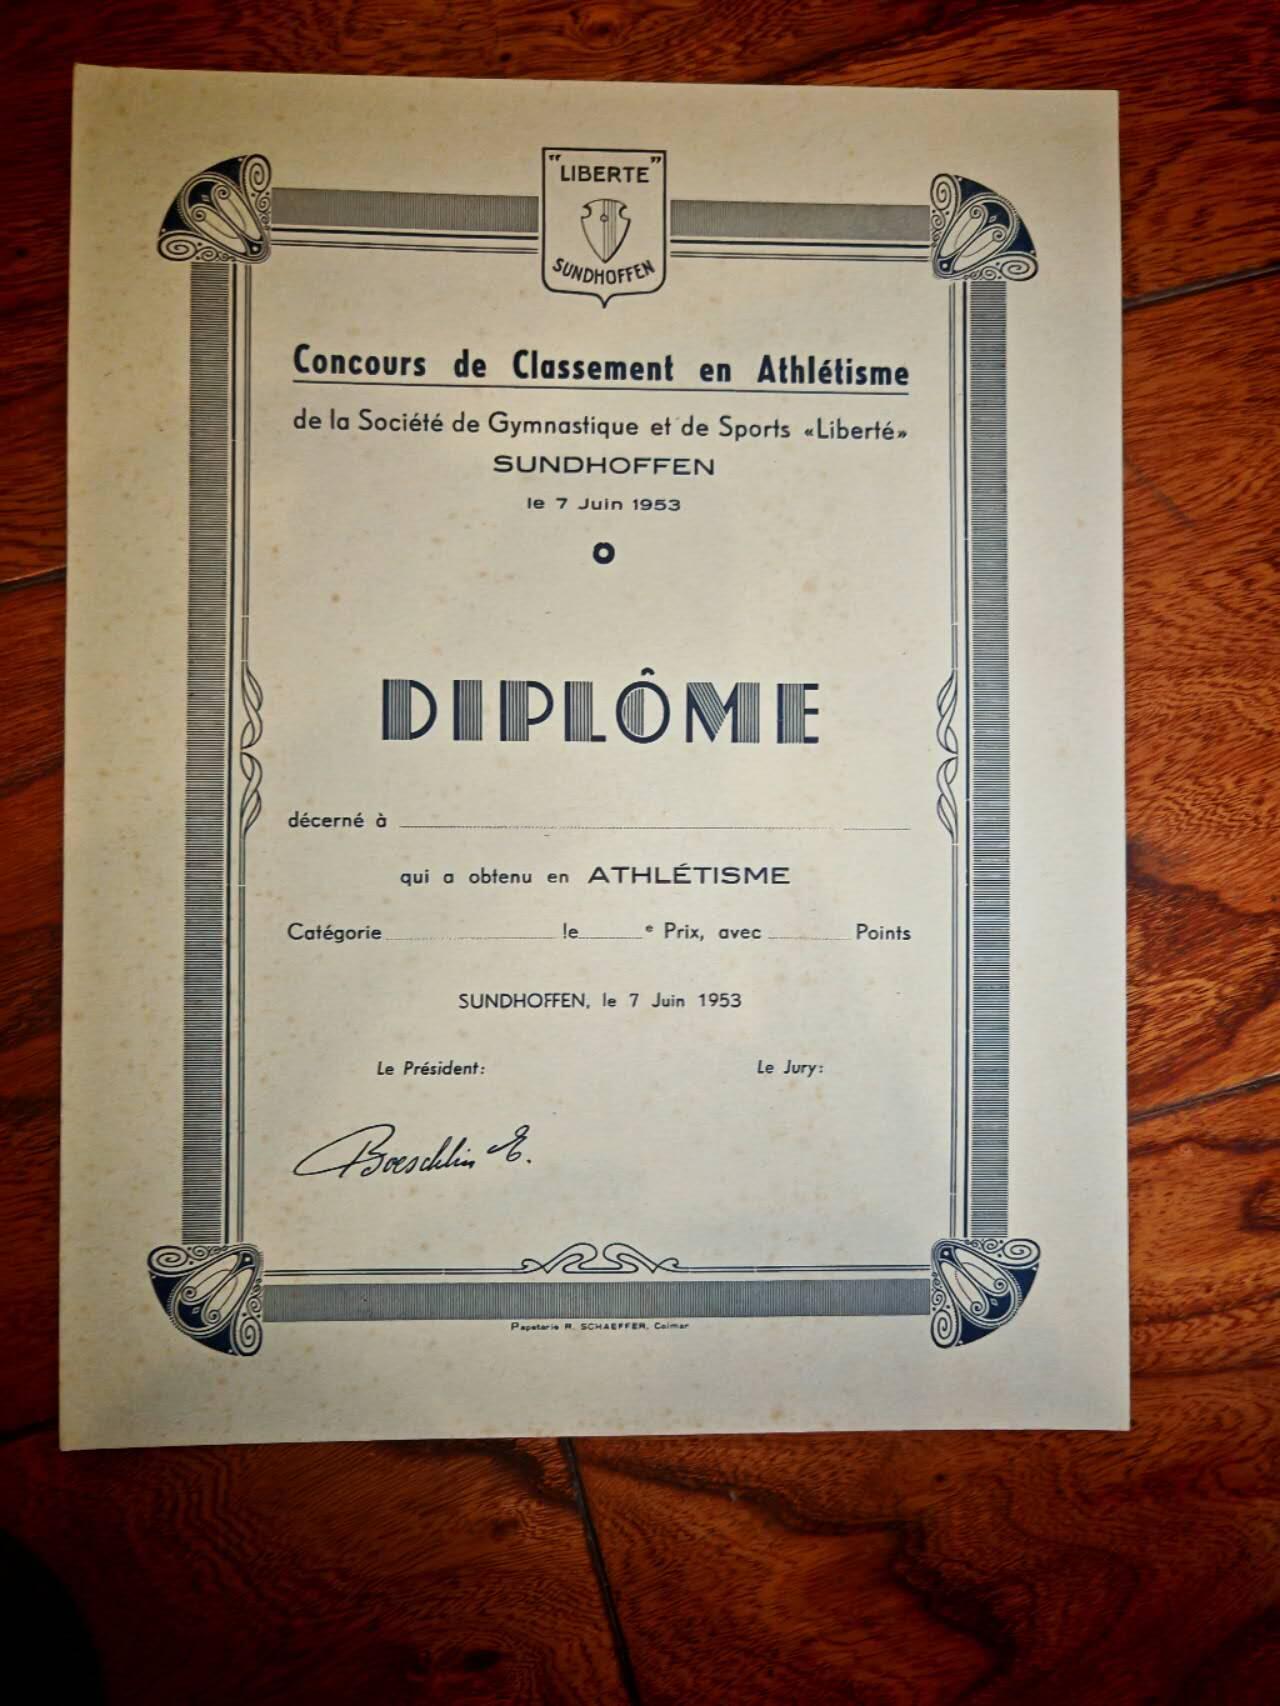 " LIBERTE "
SUNDHOFFEN
Concours de Classement en Athlétisme
de la Société de Gymnastique et de Sports «Liberté»
SUNDHOFFEN
le 7 Juin 1953
DIPLÔME
décerné à
qui a obtenu en ATHLÉTISME
Catégorie le e Prix, avec Points
SUNDHOFFEN, le 7 Juin 1953
Le Président: Le Jury:
Boeschlin E.
Papeterie R. SCHAEFFER, Colmar